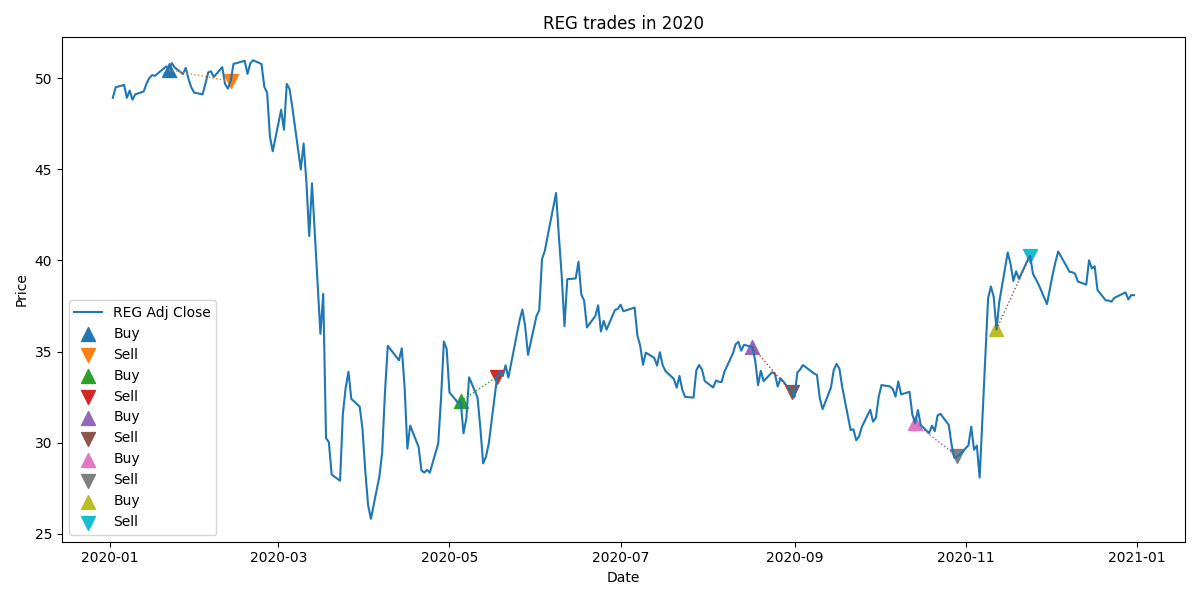 REG trades in 2020
Price
50
45
40
35
30
25
REG Adj Close
Buy
Sell
Buy
Sell
Buy
Sell
Buy
Sell
Buy
Sell
2020-01
2020-03
2020-05
2020-07
2020-09
2020-11
2021-01
Date